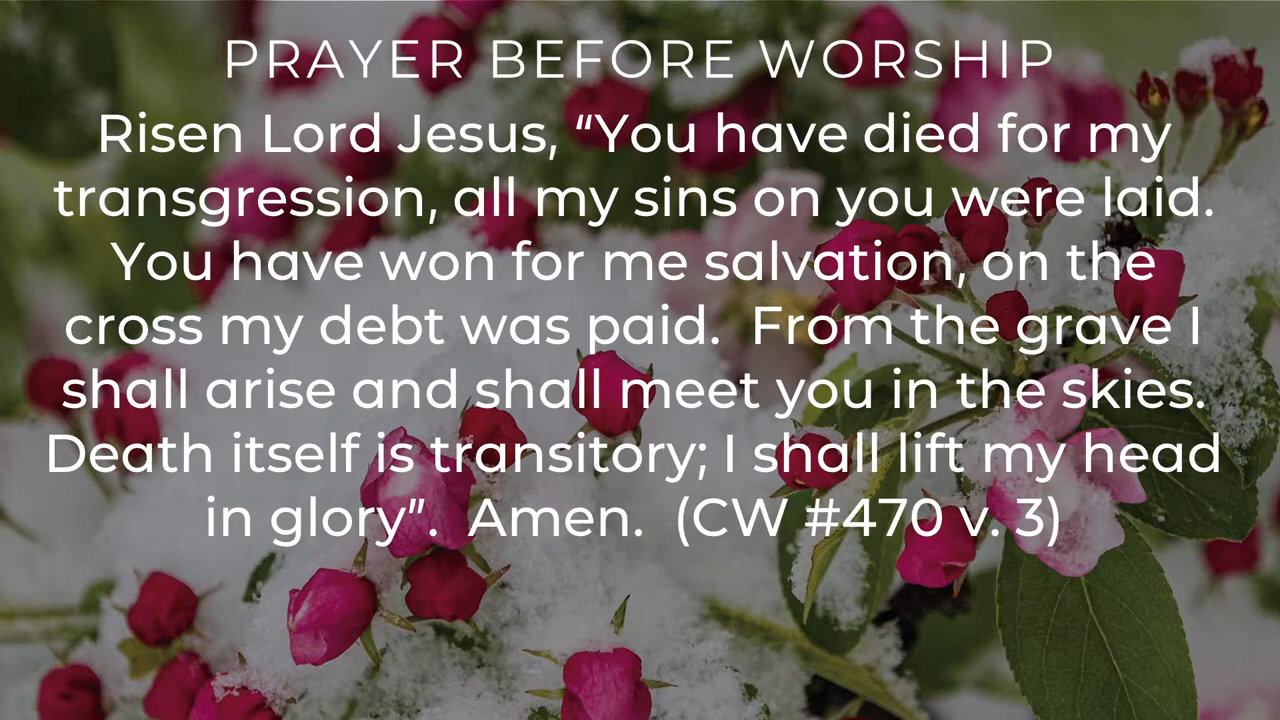 PRAYER BEFORE WORSHIP
Risen Lord Jesus, “You have died for my
transgression, all my sins on you were laid.
You have won for me salvation, on the
cross my debt was paid.  From the grave I
shall arise and shall meet you in the skies.
Death itself is transitory; I shall lift my head
in glory”.  Amen.  (CW #470 v. 3)